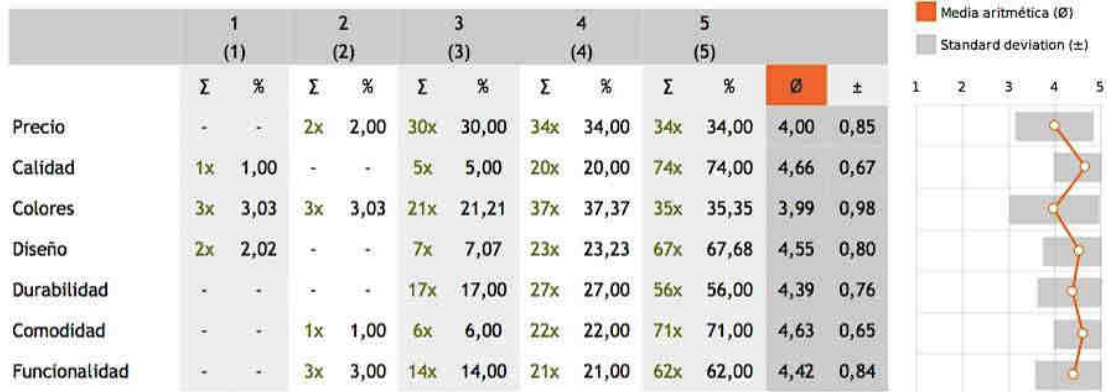 1 2 3 4 5
(1) (2) (3) (4) (5)
Σ % Σ % Σ % Σ % Σ % Ø ±
Precio - - 2x 2,00 30x 30,00 34x 34,00 34x 34,00 4,00 0,85
Calidad 1x 1,00 - - 5x 5,00 20x 20,00 74x 74,00 4,66 0,67
Colores 3x 3,03 3x 3,03 21x 21,21 37x 37,37 35x 35,35 3,99 0,98
Diseño 2x 2,02 - - 7x 7,07 23x 23,23 67x 67,68 4,55 0,80
Durabilidad - - - - 17x 17,00 27x 27,00 56x 56,00 4,39 0,76
Comodidad - - 1x 1,00 6x 6,00 22x 22,00 71x 71,00 4,63 0,65
Funcionalidad - - 3x 3,00 14x 14,00 21x 21,00 62x 62,00 4,42 0,84
Media aritmética (Ø)
Standard deviation (±)
1 2 3 4 5